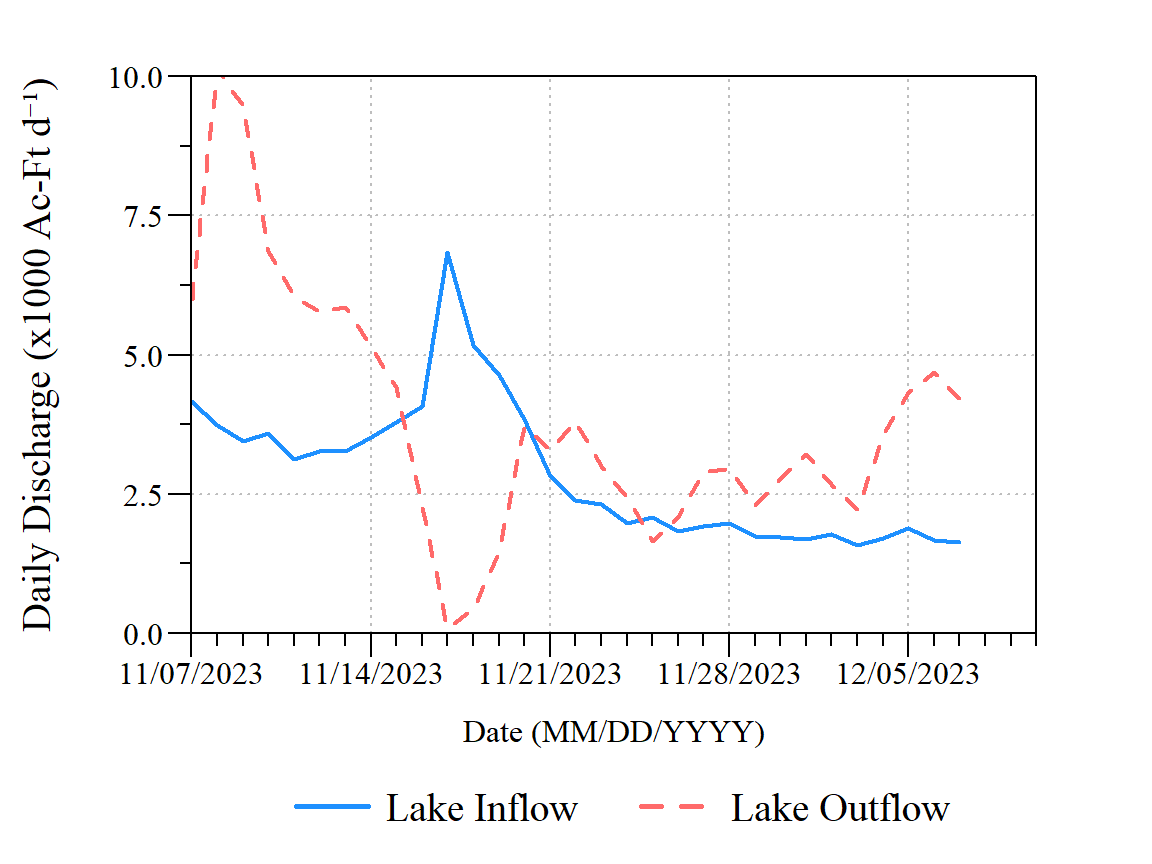 Daily Discharge (x1000 Ac-Ft d⁻¹)
10.0
7.5
5.0
2.5
0.0
11/07/2023 11/14/2023 11/21/2023 11/28/2023 12/05/2023
Date (MM/DD/YYYY)
Lake Inflow Lake Outflow